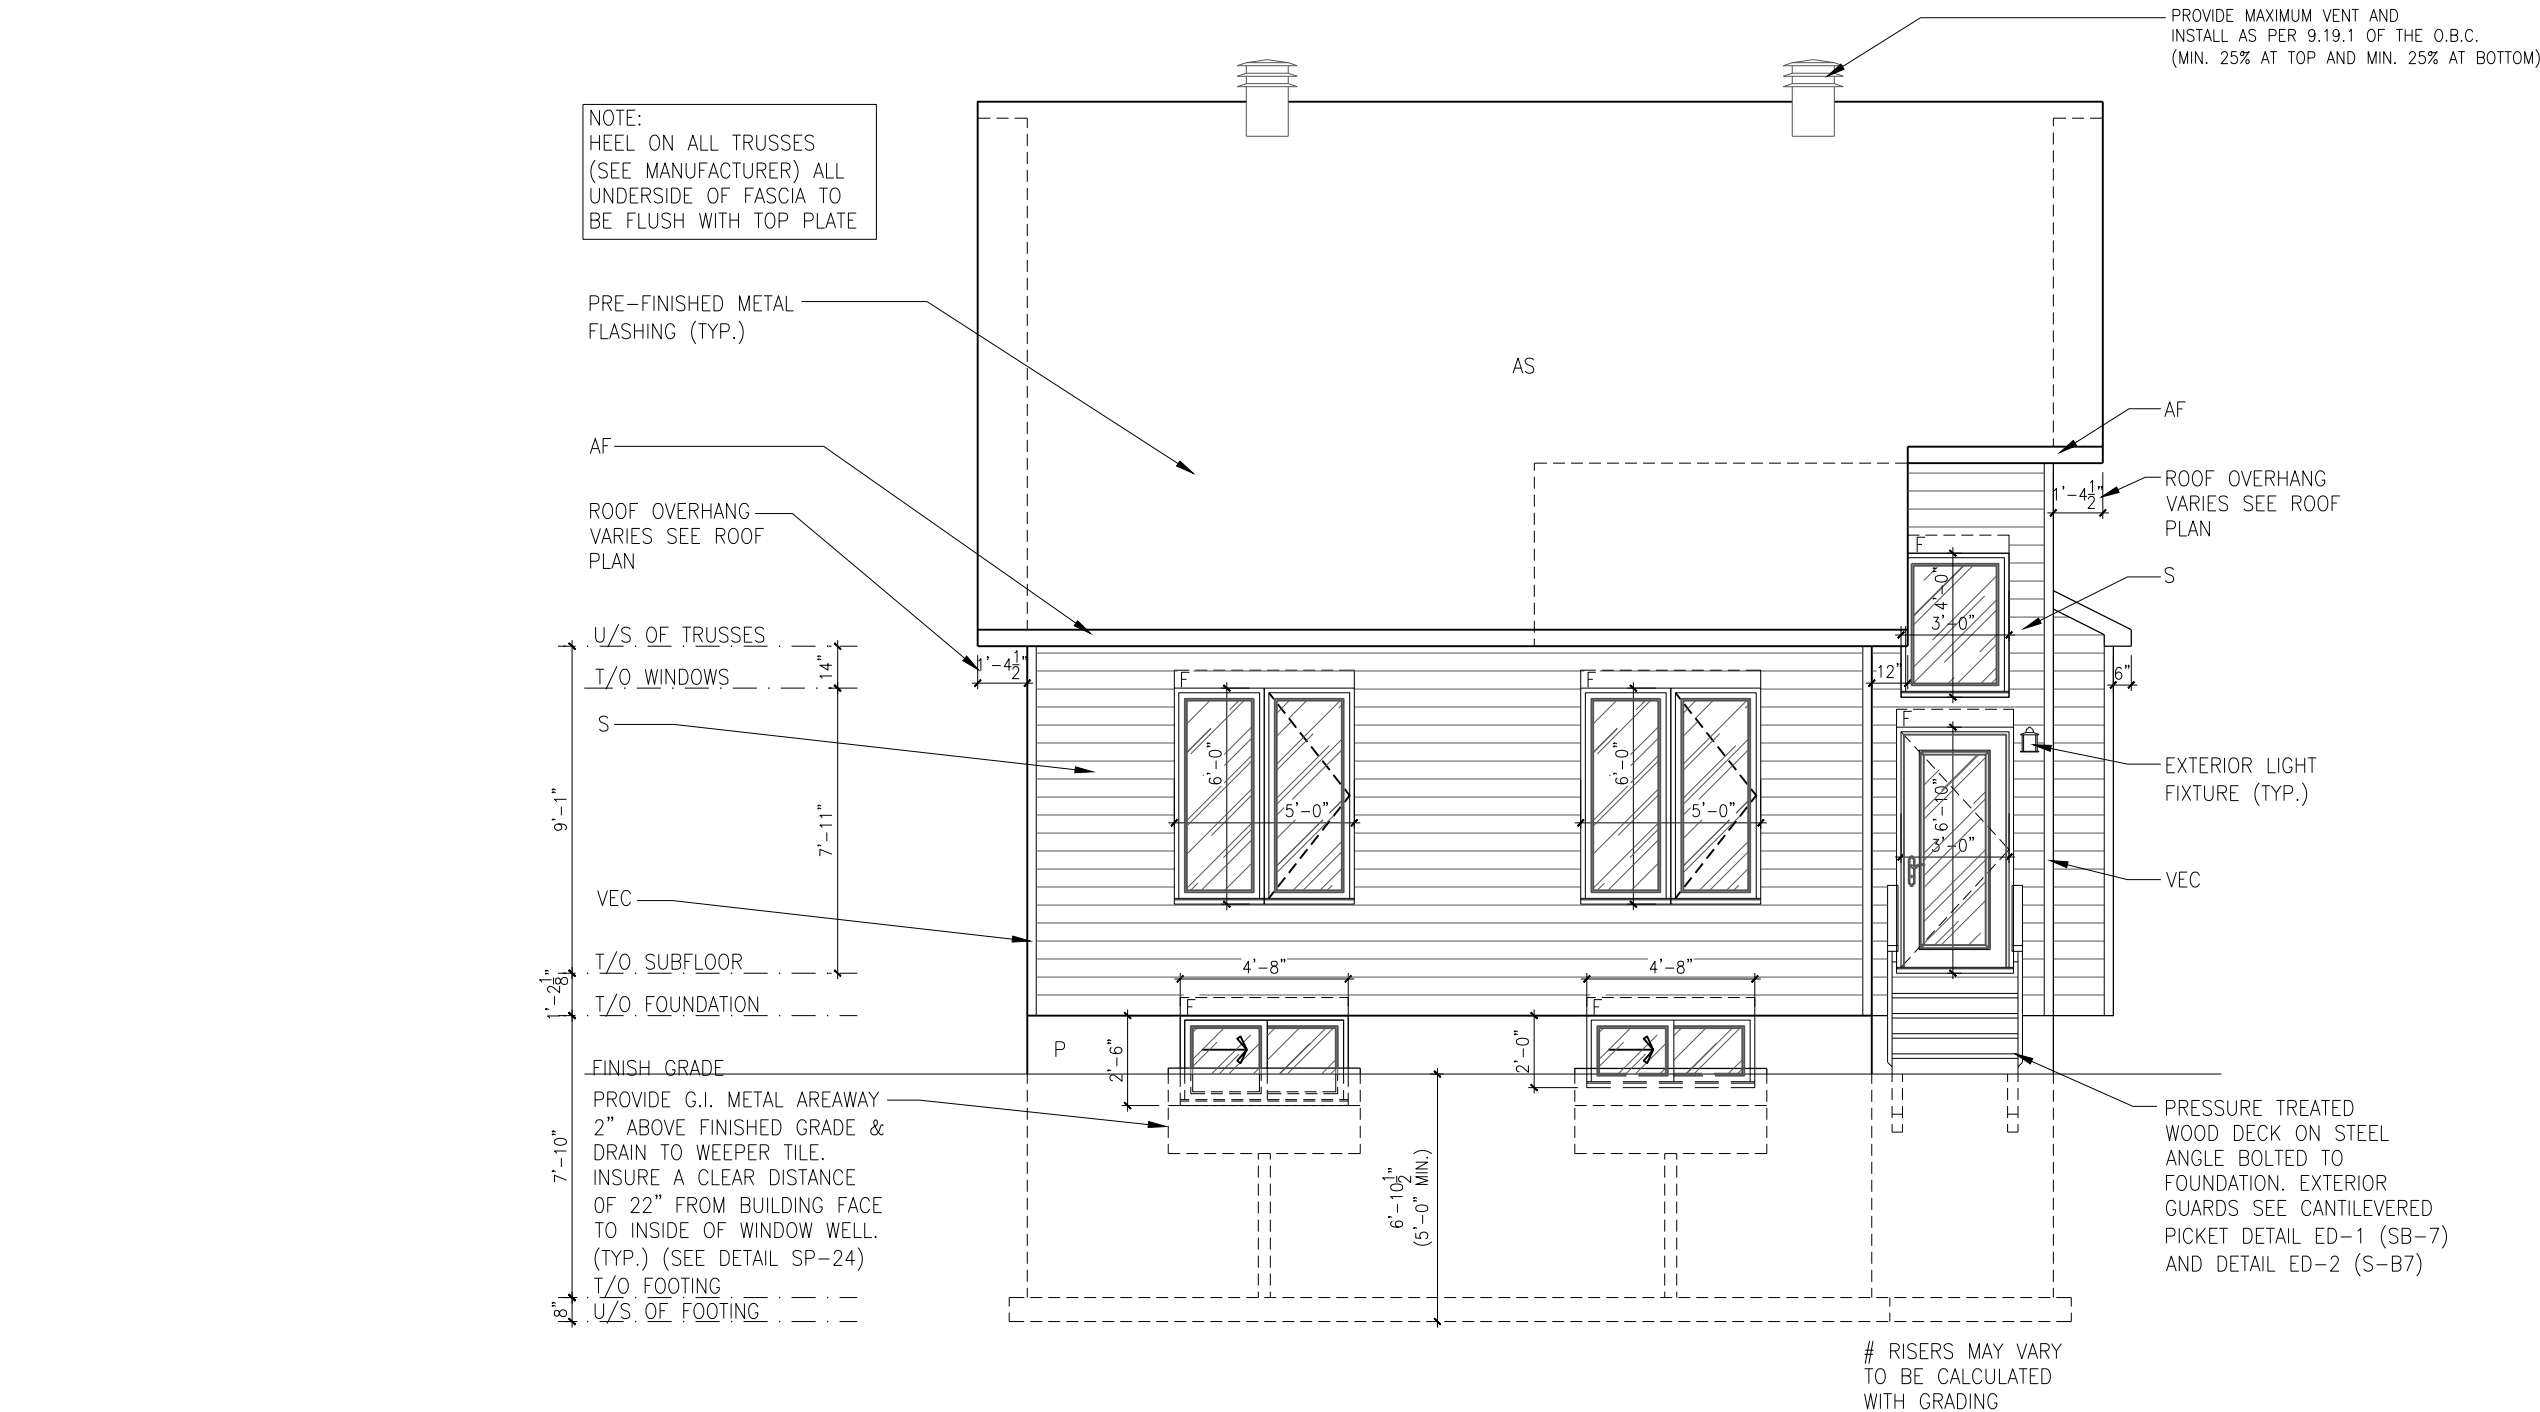 PROVIDE MAXIMUM VENT AND
INSTALL AS PER 9.19.1 OF THE O.B.C.
(MIN. 25% AT TOP AND MIN. 25% AT BOTTOM)
NOTE:
HEEL ON ALL TRUSSES
(SEE MANUFACTURER) ALL
UNDERSIDE OF FASCIA TO
BE FLUSH WITH TOP PLATE
PRE-FINISHED METAL
FLASHING (TYP.)
AS
AF
AF
ROOF OVERHANG
VARIES SEE ROOF
PLAN
1'-4 1/2"
ROOF OVERHANG
VARIES SEE ROOF
PLAN
F
4'-0"
3'-0"
S
U/S OF TRUSSES
T/O WINDOWS
14"
1'-4 1/2"
12"
6"
F
F
F
S
6'-0"
5'-0"
6'-0"
5'-0"
6'-10"
3'-0"
EXTERIOR LIGHT
FIXTURE (TYP.)
9'-1"
7'-11"
VEC
VEC
T/O SUBFLOOR
1'-2 1/8"
T/O FOUNDATION
4'-8"
4'-8"
F
F
P
2'-6"
2'-0"
FINISH GRADE
PROVIDE G.I. METAL AREAWAY
2" ABOVE FINISHED GRADE &
DRAIN TO WEEPER TILE.
INSURE A CLEAR DISTANCE
OF 22" FROM BUILDING FACE
TO INSIDE OF WINDOW WELL.
(TYP.) (SEE DETAIL SP-24)
7'-10"
6'-10 1/2"
(5'-0" MIN.)
PRESSURE TREATED
WOOD DECK ON STEEL
ANGLE BOLTED TO
FOUNDATION. EXTERIOR
GUARDS SEE CANTILEVERED
PICKET DETAIL ED-1 (SB-7)
AND DETAIL ED-2 (S-B7)
T/O FOOTING
8"
U/S OF FOOTING
# RISERS MAY VARY
TO BE CALCULATED
WITH GRADING